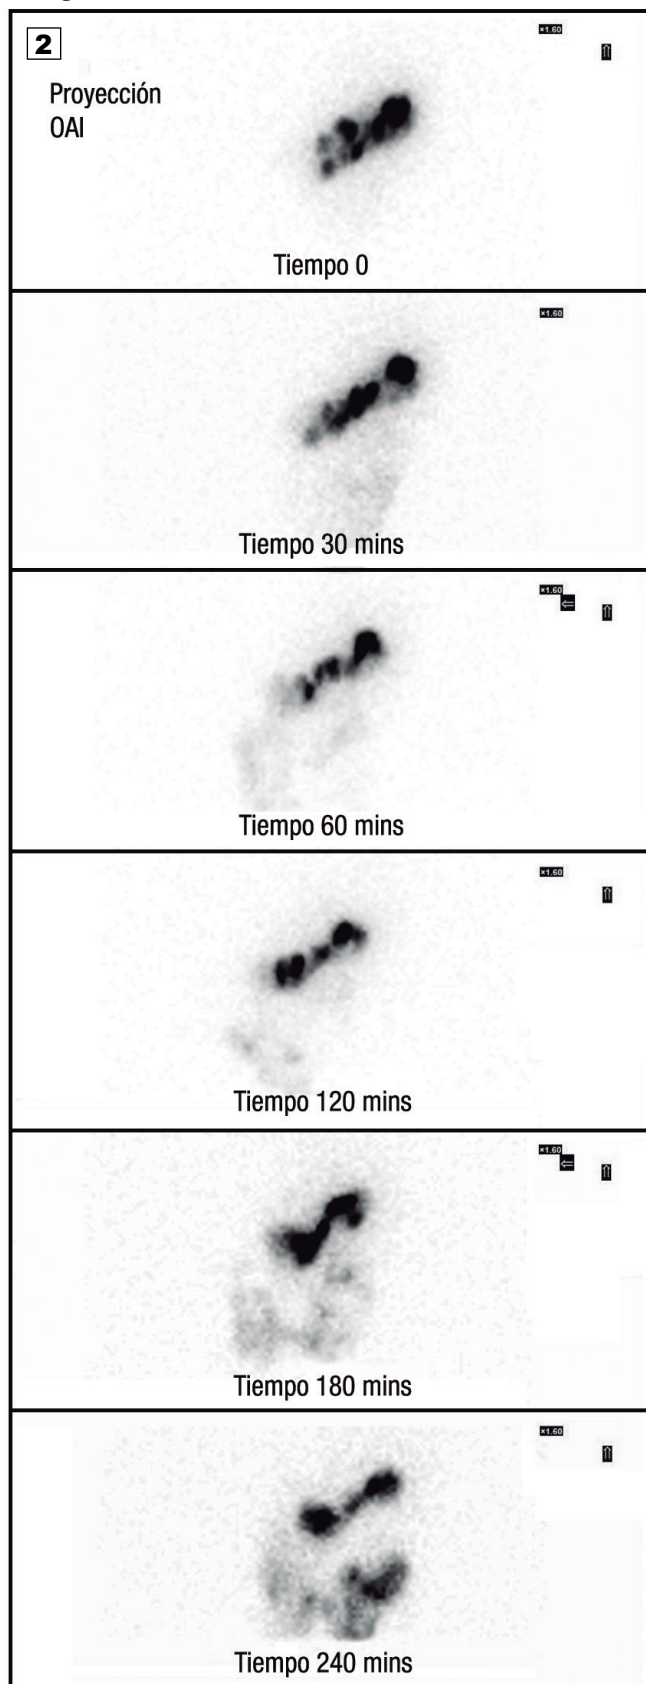 2
×1.60
⇑
Proyección
OAI
Tiempo 0
×1.60
Tiempo 30 mins
×1.60
⇐
⇑
Tiempo 60 mins
×1.60
⇑
Tiempo 120 mins
×1.60
⇐
⇑
Tiempo 180 mins
×1.60
⇑
Tiempo 240 mins